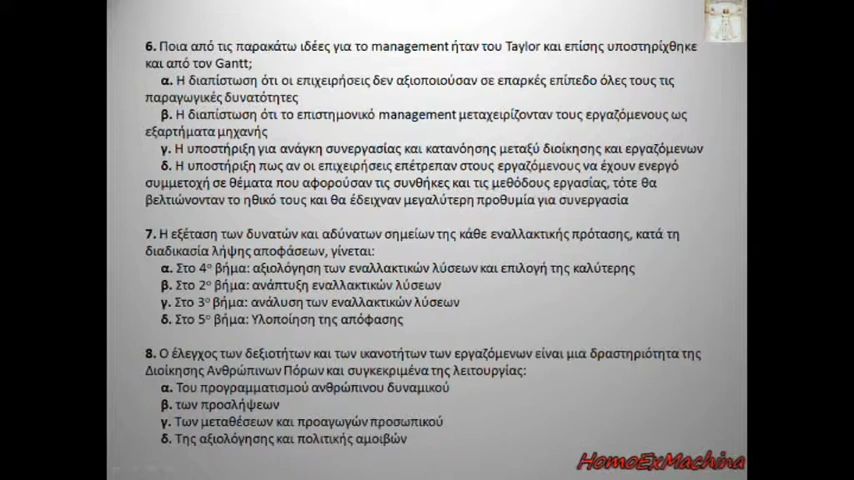 6. Ποια από τις παρακάτω ιδέες για το management ήταν του Taylor και επίσης υποστηρίχθηκε
και από τον Gantt;
α. Η διαπίστωση ότι οι επιχειρήσεις δεν αξιοποιούσαν σε επαρκές επίπεδο όλες τους τις
παραγωγικές δυνατότητες
β. Η διαπίστωση ότι το επιστημονικό management μεταχειρίζονταν τους εργαζόμενους ως
εξαρτήματα μηχανής
γ. Η υποστήριξη για ανάγκη συνεργασίας και κατανόησης μεταξύ διοίκησης και εργαζομένων
δ. Η υποστήριξη πως αν οι επιχειρήσεις επέτρεπαν στους εργαζόμενους να έχουν ενεργό
συμμετοχή σε θέματα που αφορούσαν τις συνθήκες και τις μεθόδους εργασίας, τότε θα
βελτιώνονταν το ηθικό τους και θα έδειχναν μεγαλύτερη προθυμία για συνεργασία
7. Η εξέταση των δυνατών και αδύνατων σημείων της κάθε εναλλακτικής πρότασης, κατά τη
διαδικασία λήψης αποφάσεων, γίνεται:
α. Στο 4ο βήμα: αξιολόγηση των εναλλακτικών λύσεων και επιλογή της καλύτερης
β. Στο 2ο βήμα: ανάπτυξη εναλλακτικών λύσεων
γ. Στο 3ο βήμα: ανάλυση των εναλλακτικών λύσεων
δ. Στο 5ο βήμα: Υλοποίηση της απόφασης
8. Ο έλεγχος των δεξιοτήτων και των ικανοτήτων των εργαζόμενων είναι μια δραστηριότητα της
Διοίκησης Ανθρώπινων Πόρων και συγκεκριμένα της λειτουργίας:
α. Του προγραμματισμού ανθρώπινου δυναμικού
β. των προσλήψεων
γ. Των μεταθέσεων και προαγωγών προσωπικού
δ. Της αξιολόγησης και πολιτικής αμοιβών
HomoExMachina